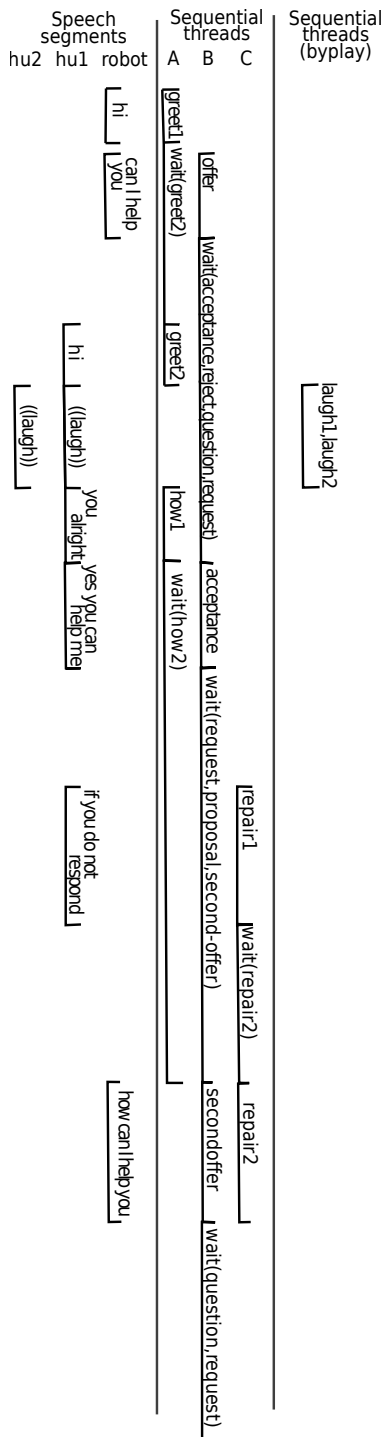 Speech
segments
hu2 hu1 robot
Sequential
threads
A B C
Sequential
threads
(byplay)
hi
can I help
you
hi
((laugh))
((laugh))
you
alright
yes you can
help me
if you do not
respond
how can I help you
greet1
wait(greet2)
greet2
how1
wait(how2)
offer
wait(acceptance,reject,question,request)
acceptance
wait(request,proposal,second-offer)
secondoffer
wait(question,request)
repair1
wait(repair2)
repair2
laugh1,laugh2